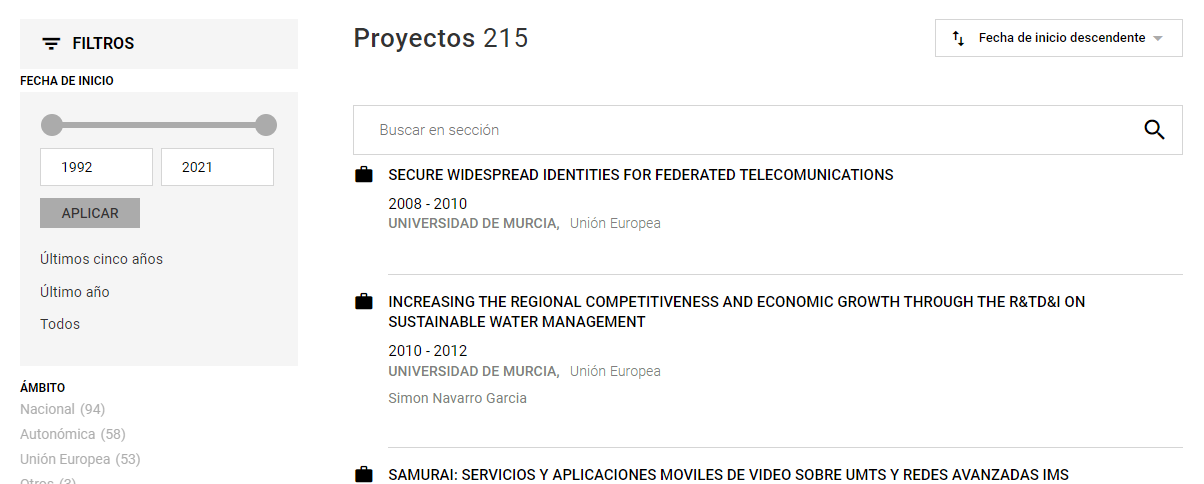 FILTROS
FECHA DE INICIO
1992 2021
APLICAR
Últimos cinco años
Último año
Todos
ÁMBITO
Nacional (94)
Autonómica (58)
Unión Europea (53)
Otros (3)
Proyectos 215
Fecha de inicio descendente
Buscar en sección
SECURE WIDESPREAD IDENTITIES FOR FEDERATED TELECOMUNICATIONS
2008 - 2010
UNIVERSIDAD DE MURCIA, Unión Europea
INCREASING THE REGIONAL COMPETITIVENESS AND ECONOMIC GROWTH THROUGH THE R&TD&I ON
SUSTAINABLE WATER MANAGEMENT
2010 - 2012
UNIVERSIDAD DE MURCIA, Unión Europea
Simon Navarro Garcia
SAMURAI: SERVICIOS Y APLICACIONES MOVILES DE VIDEO SOBRE UMTS Y REDES AVANZADAS IMS